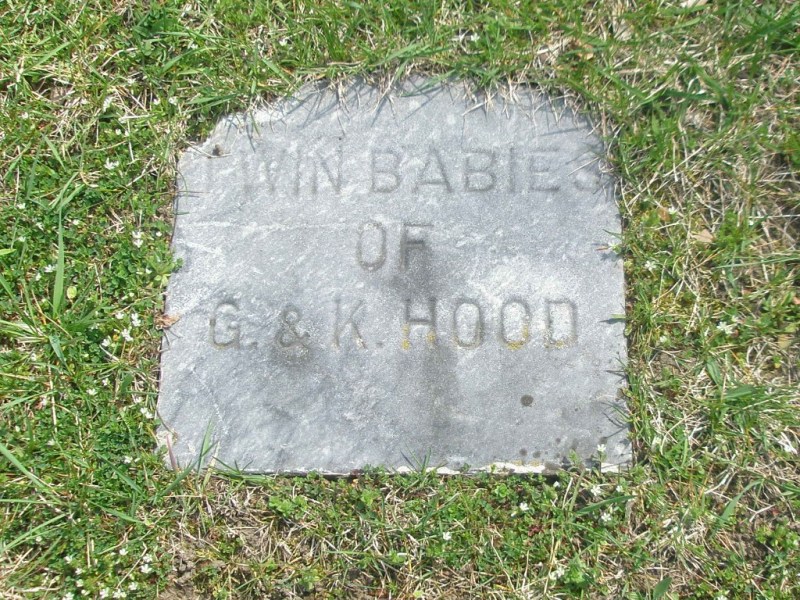 TWIN BABIES
OF
G. & K. HOOD